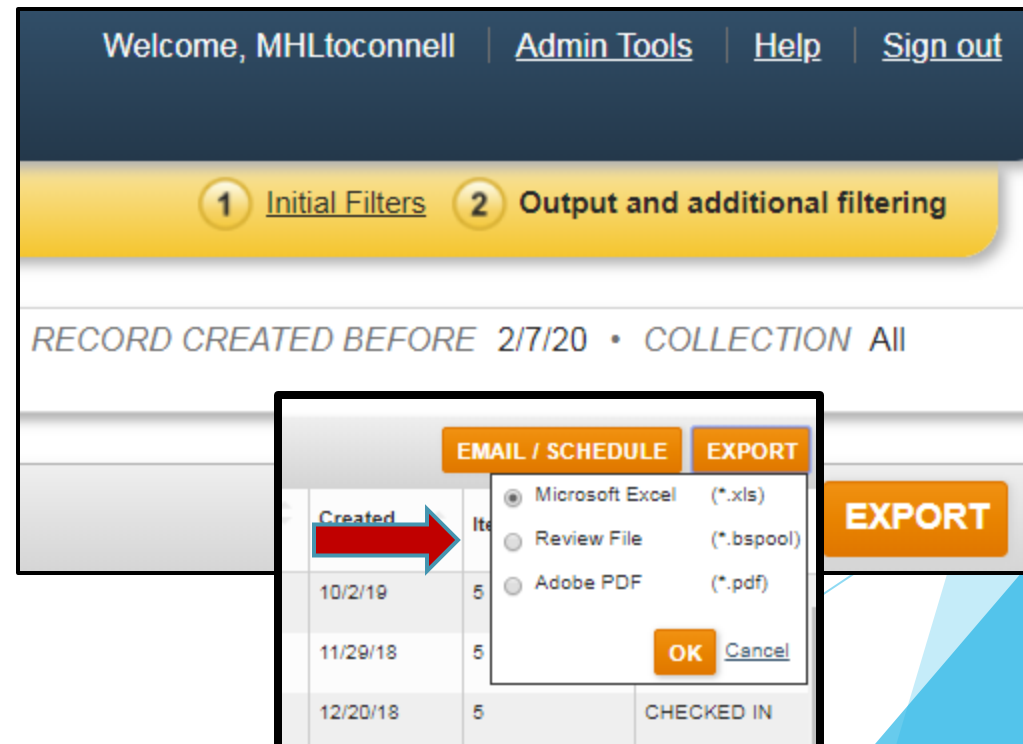 Welcome, MHLtoconnell Admin Tools Help Sign out
1 Initial Filters 2 Output and additional filtering
RECORD CREATED BEFORE 2/7/20 • COLLECTION All
EXPORT
EMAIL / SCHEDULE EXPORT
Microsoft Excel (*.xls)
Review File (*.bspool)
Adobe PDF (*.pdf)
OK Cancel
Created
10/2/19 5
11/29/18 5
12/20/18 5 CHECKED IN